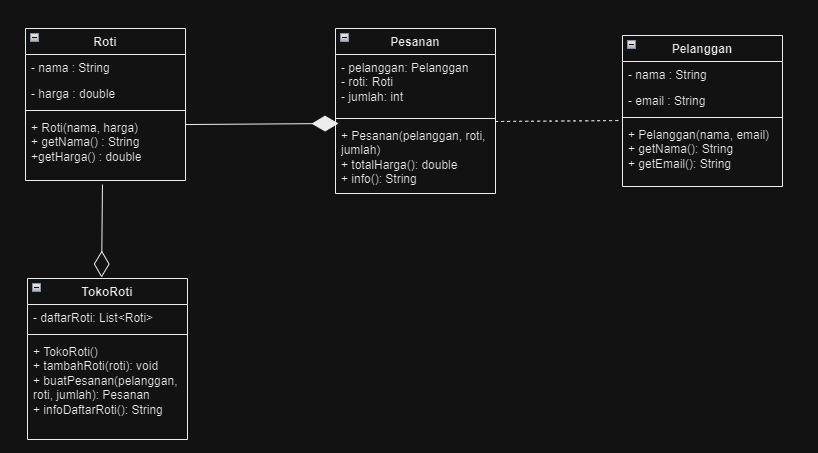 Roti
- nama : String
- harga : double
+ Roti(nama, harga)
+ getNama() : String
+getHarga() : double
Pesanan
- pelanggan: Pelanggan
- roti: Roti
- jumlah: int
+ Pesanan(pelanggan, roti,
jumlah)
+ totalHarga(): double
+ info(): String
Pelanggan
- nama : String
- email : String
+ Pelanggan(nama, email)
+ getNama(): String
+ getEmail(): String
TokoRoti
- daftarRoti: List<Roti>
+ TokoRoti()
+ tambahRoti(roti): void
+ buatPesanan(pelanggan,
roti, jumlah): Pesanan
+ infoDaftarRoti(): String